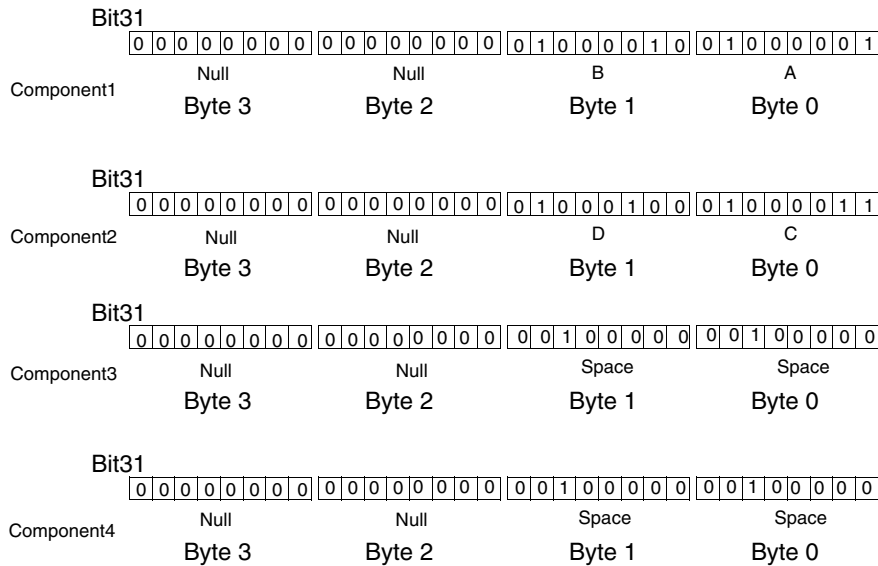 Bit31
0 0 0 0 0 0 0 0 0 0 0 0 0 0 0 0 0 1 0 0 0 0 1 0 0 1 0 0 0 0 0 1
Null Null B A
Component1
Byte 3 Byte 2 Byte 1 Byte 0
Bit31
0 0 0 0 0 0 0 0 0 0 0 0 0 0 0 0 0 1 0 0 0 1 0 0 0 1 0 0 0 0 1 1
Component2 Null Null D C
Byte 3 Byte 2 Byte 1 Byte 0
Bit31
0 0 0 0 0 0 0 0 0 0 0 0 0 0 0 0 0 0 1 0 0 0 0 0 0 0 1 0 0 0 0 0
Component3 Null Null Space Space
Byte 3 Byte 2 Byte 1 Byte 0
Bit31
0 0 0 0 0 0 0 0 0 0 0 0 0 0 0 0 0 0 1 0 0 0 0 0 0 0 1 0 0 0 0 0
Null Null Space Space
Component4
Byte 3 Byte 2 Byte 1 Byte 0